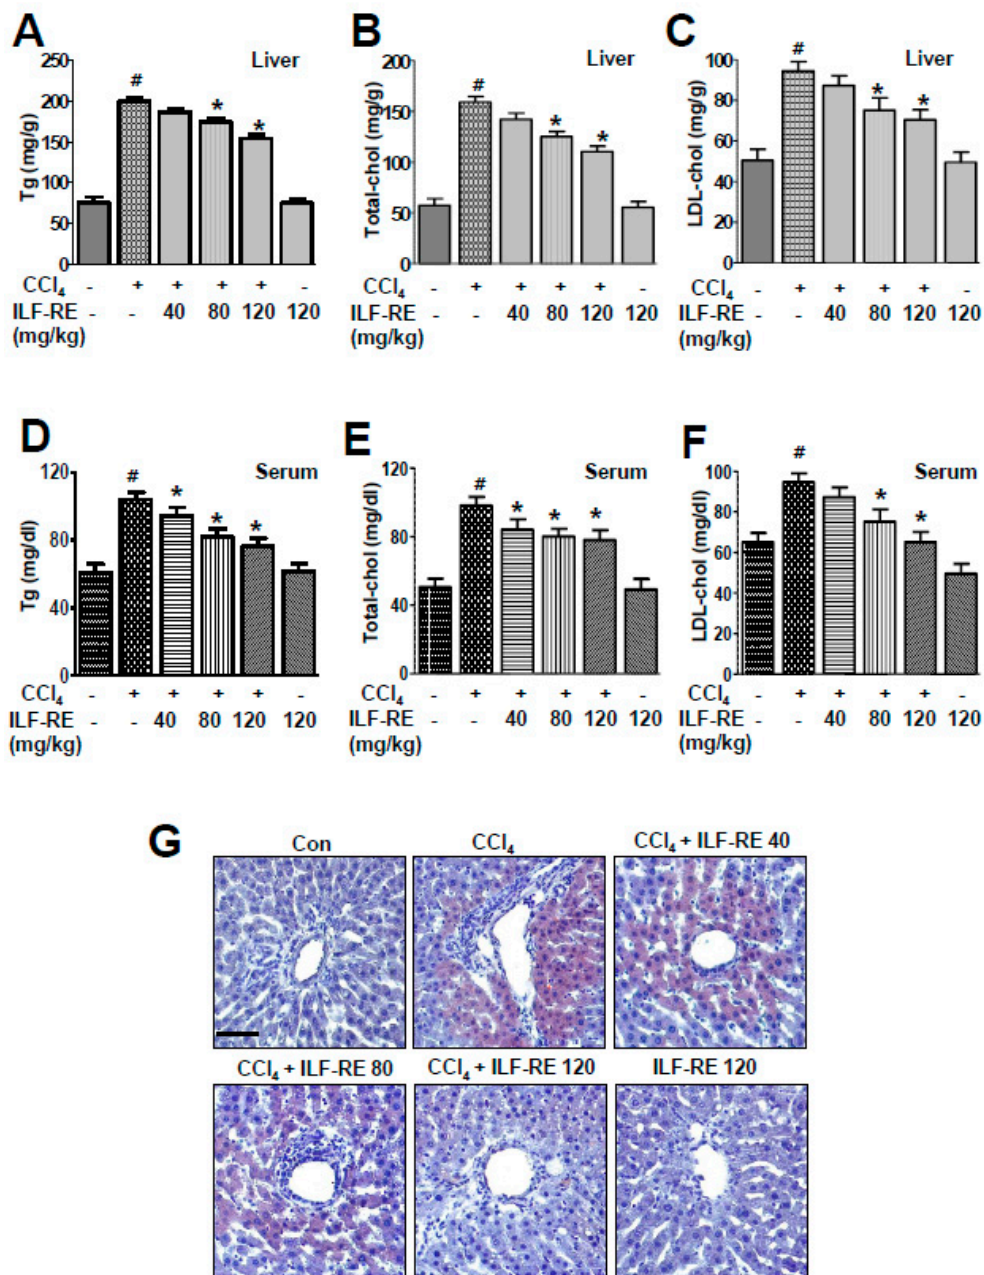 A
Liver
Tg (mg/g)
250
200
150
100
50
0
#
*
*
CCl₄ - + + + + -
ILF-RE - - 40 80 120 120
(mg/kg)
B
Liver
Total-chol (mg/g)
200
150
100
50
0
#
*
*
CCl₄ - + + + + -
ILF-RE - - 40 80 120 120
(mg/kg)
C
Liver
LDL-chol (mg/g)
100
80
60
40
20
0
#
*
*
CCl₄ - + + + + -
ILF-RE - - 40 80 120 120
(mg/kg)
D
Serum
Tg (mg/dl)
120
80
40
0
#
*
*
*
CCl₄ - + + + + -
ILF-RE - - 40 80 120 120
(mg/kg)
E
Serum
Total-chol (mg/dl)
120
80
40
0
#
*
*
*
CCl₄ - + + + + -
ILF-RE - - 40 80 120 120
(mg/kg)
F
Serum
LDL-chol (mg/dl)
100
80
60
40
20
0
#
*
*
CCl₄ - + + + + -
ILF-RE - - 40 80 120 120
(mg/kg)
G
Con
CCl₄
CCl₄ + ILF-RE 40
CCl₄ + ILF-RE 80
CCl₄ + ILF-RE 120
ILF-RE 120